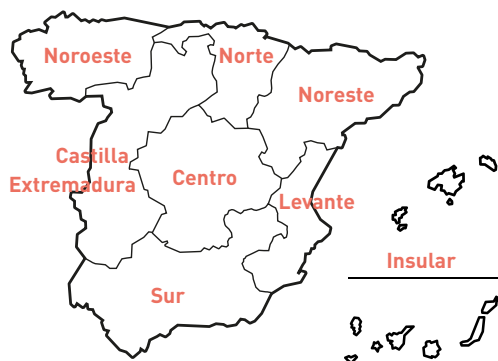 Noroeste
Norte
Noreste
Castilla
Extremadura
Centro
Levante
Insular
Sur